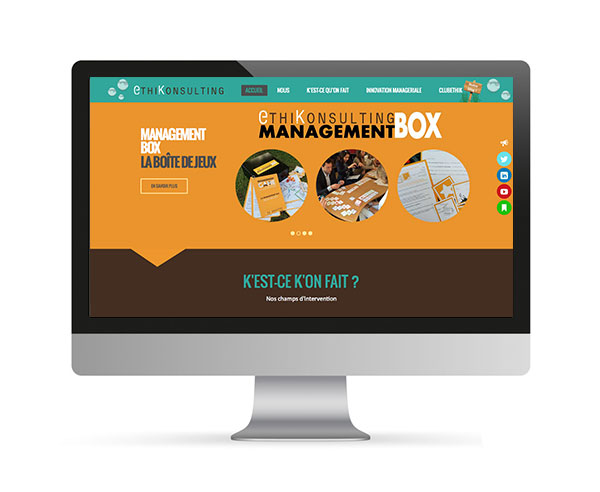 eTHIKONSULTING
ACCUEIL NOUS K'EST-CE QU'ON FAIT INNOVATION MANAGERIALE CLUBETHIK
eTHIKONSULTING
MANAGEMENTBOX
MANAGEMENT
BOX
LA BOÎTE DE JEUX
EN SAVOIR PLUS
K'EST-CE K'ON FAIT ?
Nos champs d'intervention